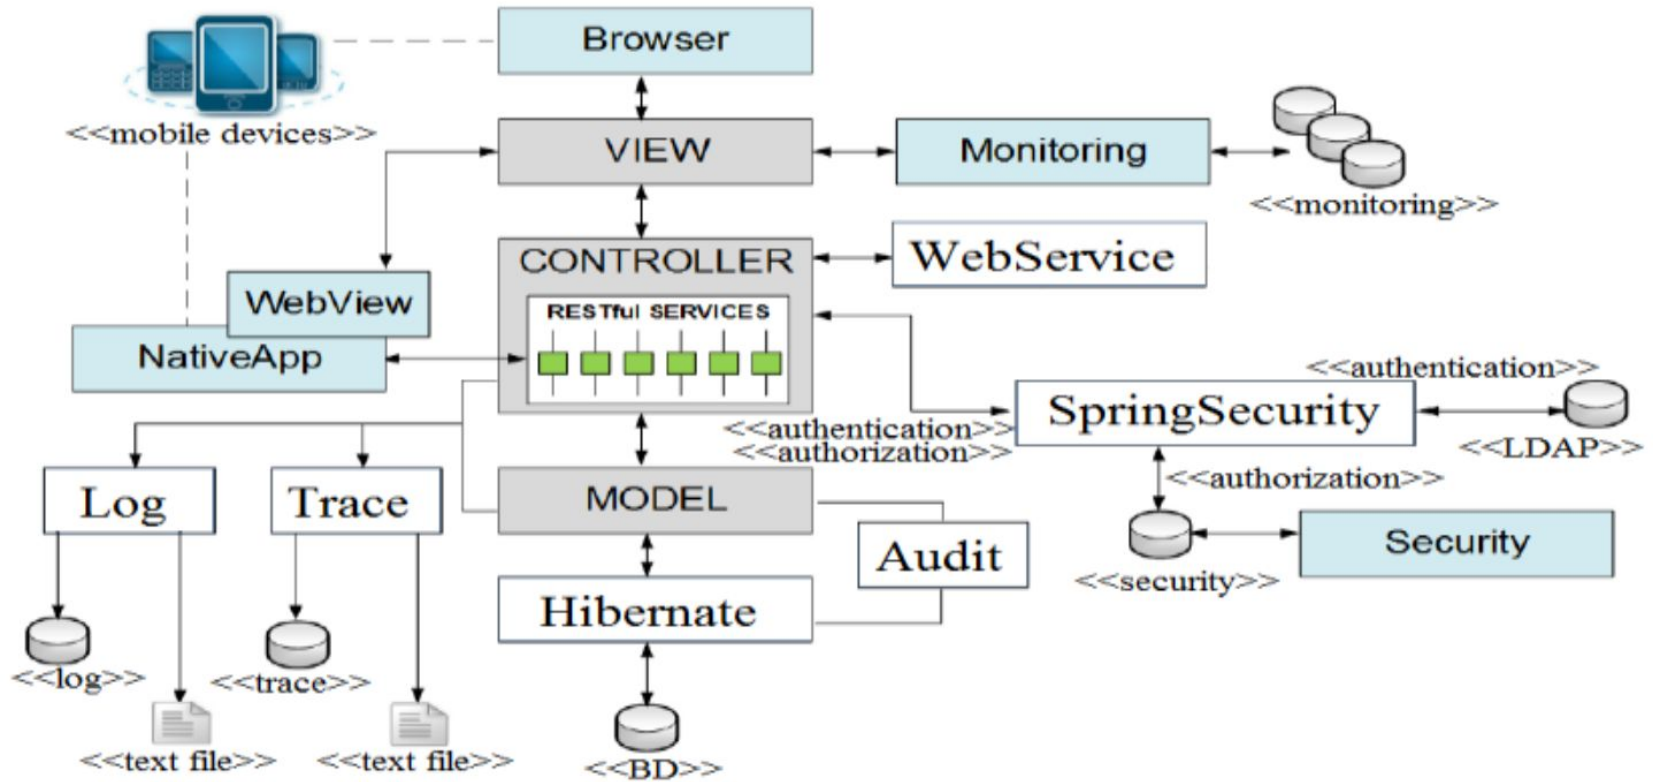 Browser
<<mobile devices>>
VIEW
Monitoring
<<monitoring>>
CONTROLLER
WebService
WebView
RESTful SERVICES
NativeApp
<<authentication>>
SpringSecurity
<<authentication>>
<<authorization>>
<<LDAP>>
<<authorization>>
Log
Trace
MODEL
Audit
Security
<<security>>
Hibernate
<<log>>
<<trace>>
<<text file>>
<<text file>>
<<BD>>